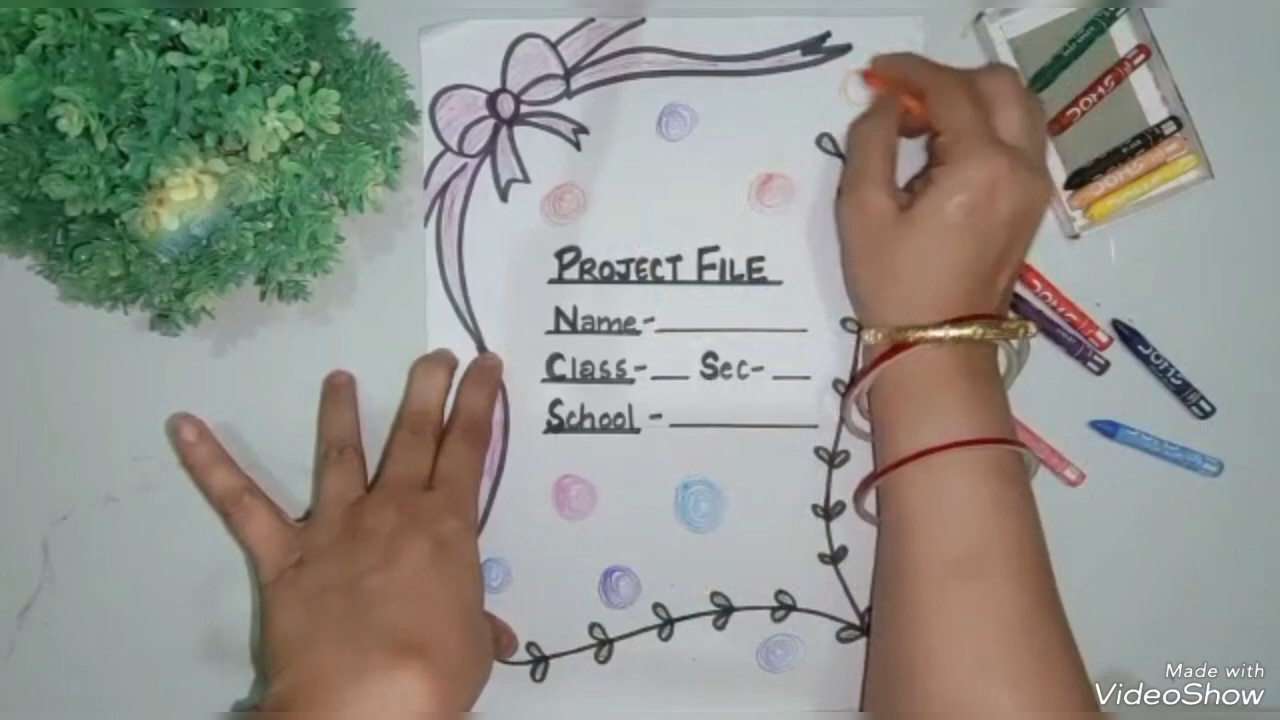 PROJECT FILE
Name-
Class- Sec-
School -
Made with
VideoShow